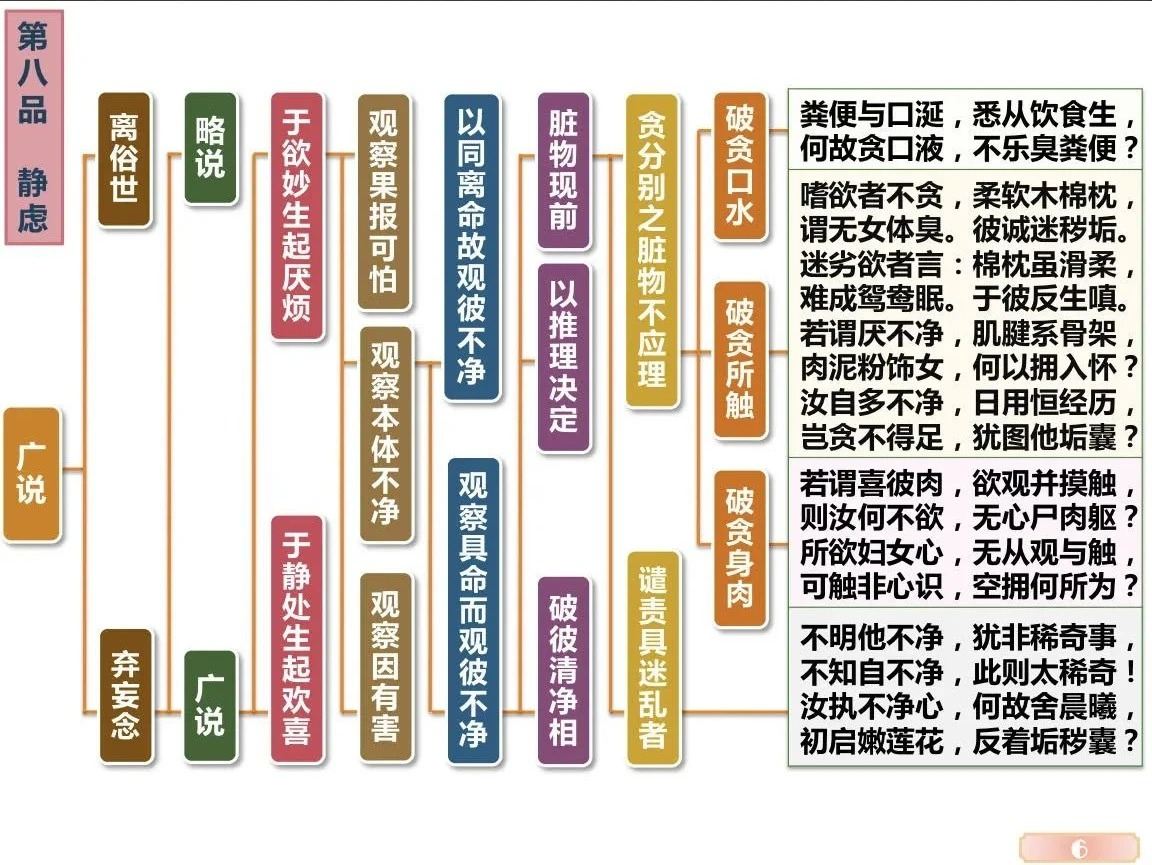 第八品 静虑
广说
离俗世
弃妄念
略说
广说
于欲妙生起厌烦
于静处生起欢喜
观察果报可怕
观察本体不净
观察因有害
以同离命故观彼不净
观察具命而观彼不净
脏物现前
以推理决定
破彼清净相
贪分别之脏物不应理
谴责具迷乱者
破贪口水
破贪所触
破贪身肉
粪便与口涎，悉从饮食生，
何故贪口液，不乐臭粪便？
嗜欲者不贪，柔软木棉枕，
谓无女体臭。彼诚迷秽垢。
迷劣欲者言：棉枕虽滑柔，
难成鸳鸯眠。于彼反生嗔。
若谓厌不净，肌腱系骨架，
肉泥粉饰女，何以拥入怀？
汝自多不净，日用恒经历，
岂贪不得足，犹图他垢囊？
若谓喜彼肉，欲观并摸触，
则汝何不欲，无心尸肉躯？
所欲妇女心，无从观与触，
可触非心识，空拥何所为？
不明他不净，犹非稀奇事，
不知自不净，此则太稀奇！
汝执不净心，何故舍晨曦，
初启嫩莲花，反着垢秽囊？
6